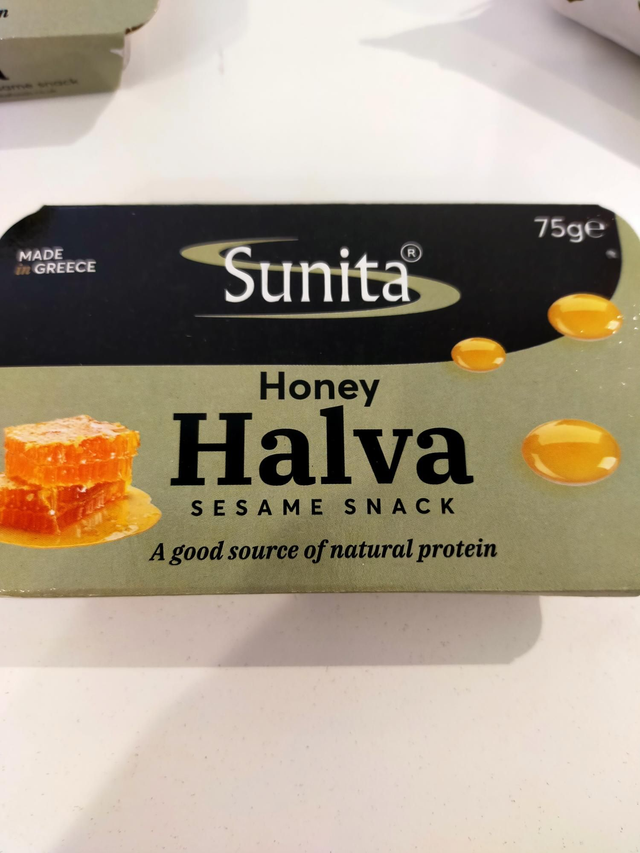 MADE
in GREECE
Sunita®
75g℮
Honey
Halva
SESAME SNACK
A good source of natural protein